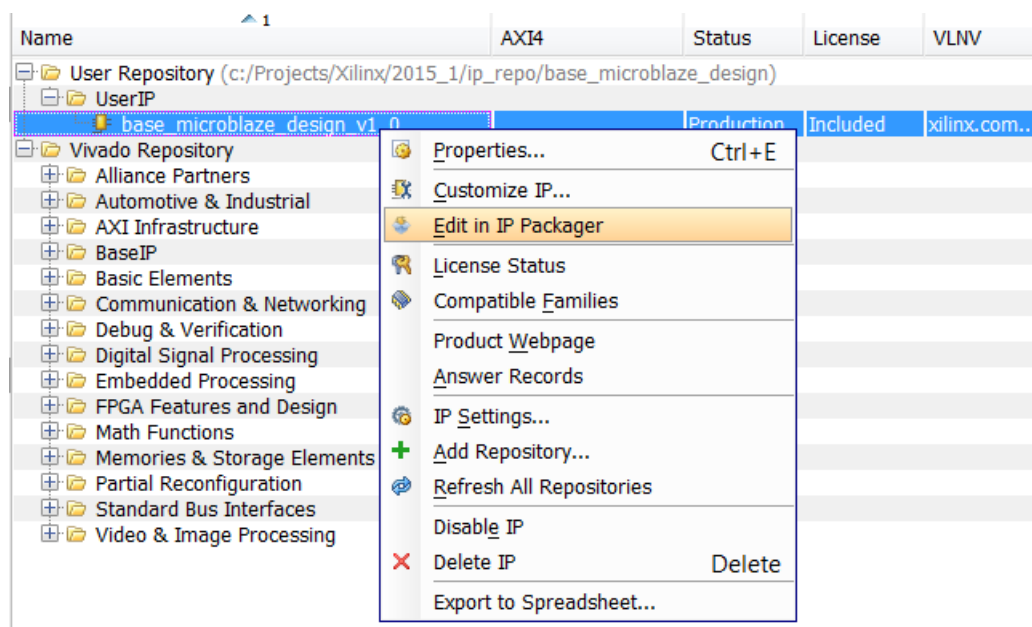 1
Name AXI4 Status License VLNV
User Repository (c:/Projects/Xilinx/2015_1/ip_repo/base_microblaze_design)
UserIP
base_microblaze_design_v1_0 Production Included xilinx.com...
Vivado Repository
Alliance Partners
Automotive & Industrial
AXI Infrastructure
BaseIP
Basic Elements
Communication & Networking
Debug & Verification
Digital Signal Processing
Embedded Processing
FPGA Features and Design
Math Functions
Memories & Storage Elements
Partial Reconfiguration
Standard Bus Interfaces
Video & Image Processing
Properties... Ctrl+E
Customize IP...
Edit in IP Packager
License Status
Compatible Families
Product Webpage
Answer Records
IP Settings...
Add Repository...
Refresh All Repositories
Disable IP
Delete IP Delete
Export to Spreadsheet...